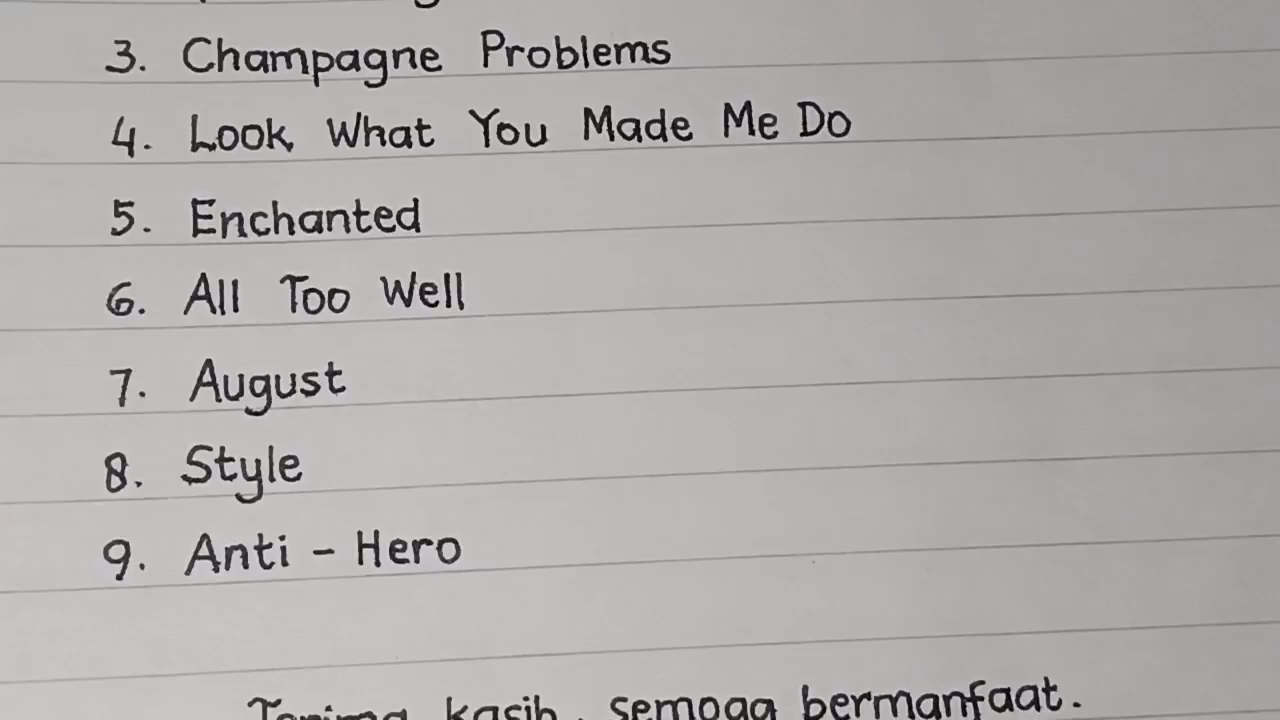 3. Champagne Problems
4. Look What You Made Me Do
5. Enchanted
6. All Too Well
7. August
8. Style
9. Anti - Hero
Terima kasih, semoga bermanfaat.